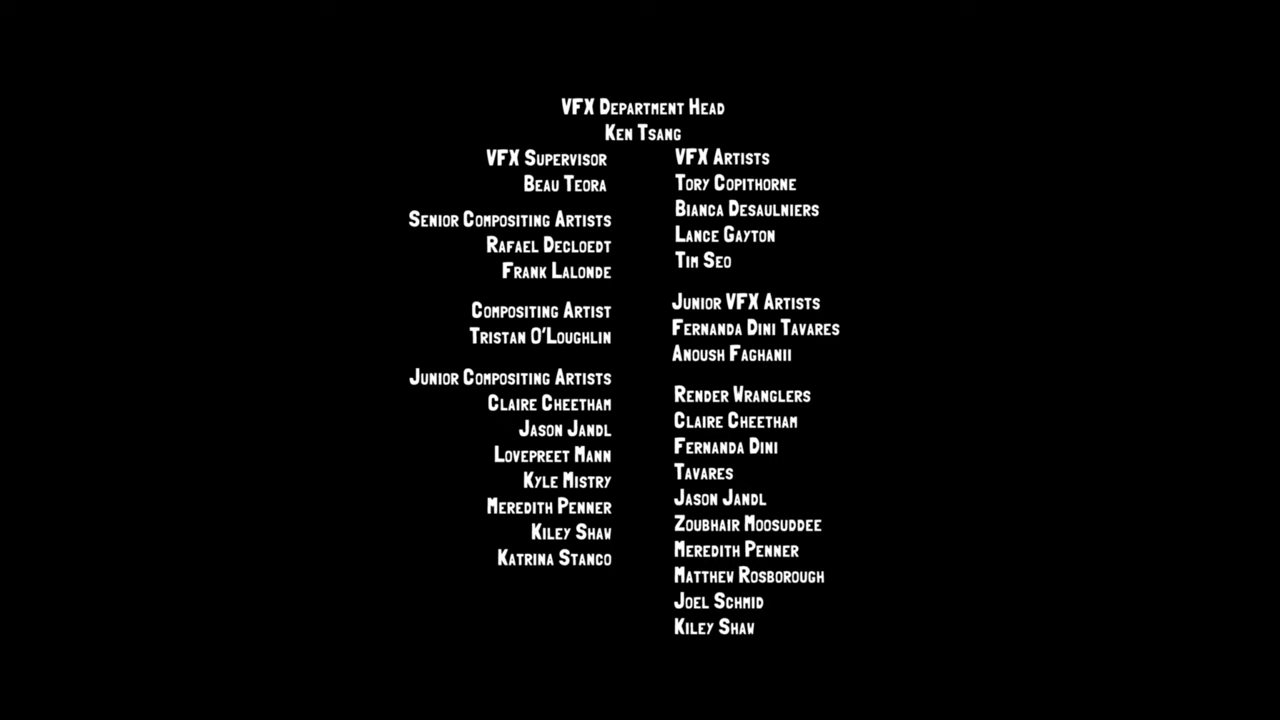 VFX Department Head
Ken Tsang
VFX Supervisor
Beau Teora
Senior Compositing Artists
Rafael Decloedt
Frank Lalonde
Compositing Artist
Tristan O'Loughlin
Junior Compositing Artists
Claire Cheetham
Jason Jandl
Lovepreet Mann
Kyle Mistry
Meredith Penner
Kiley Shaw
Katrina Stanco
VFX Artists
Tory Copithorne
Bianca Desaulniers
Lance Gayton
Tim Seo
Junior VFX Artists
Fernanda Dini Tavares
Anoush Faghanii
Render Wranglers
Claire Cheetham
Fernanda Dini
Tavares
Jason Jandl
Zoubhair Moosuddee
Meredith Penner
Matthew Rosborough
Joel Schmid
Kiley Shaw